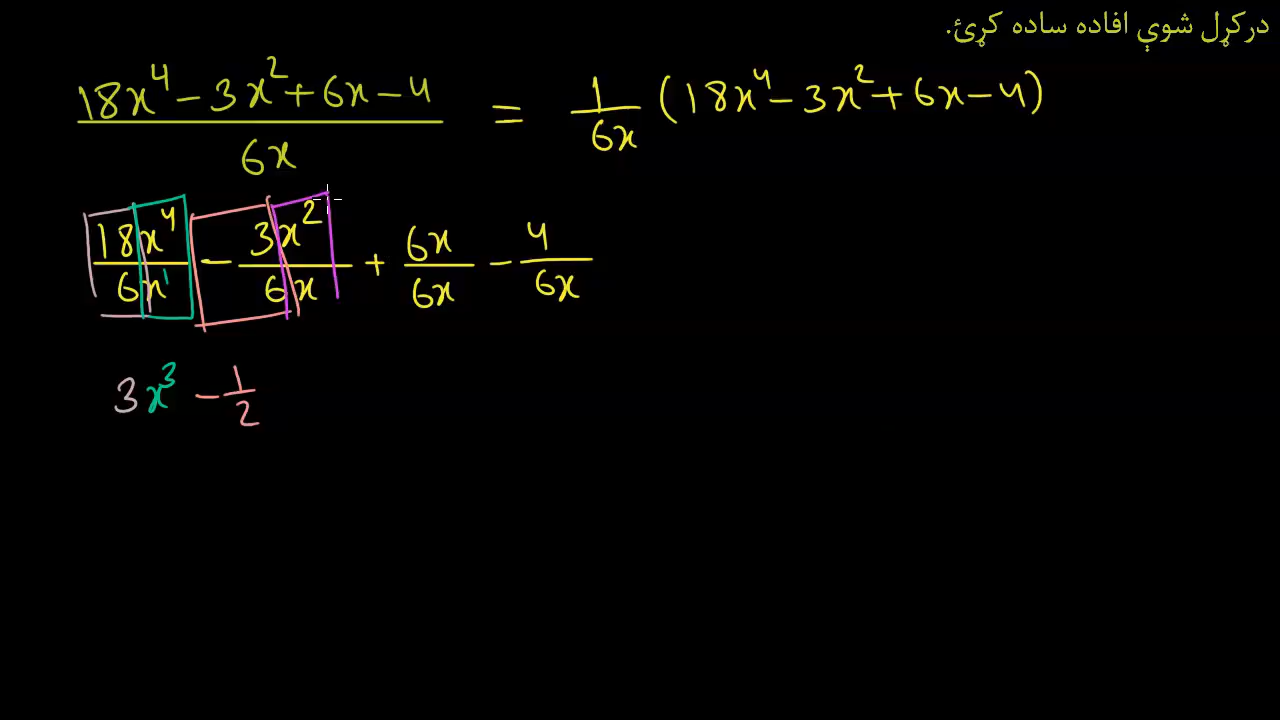 درکړل شوې افاده ساده کړئ.
(18x⁴ - 3x² + 6x - 4) / 6x = 1/6x (18x⁴ - 3x² + 6x - 4)
18x⁴/6x¹ - 3x²/6x + 6x/6x - 4/6x
3x³ - 1/2